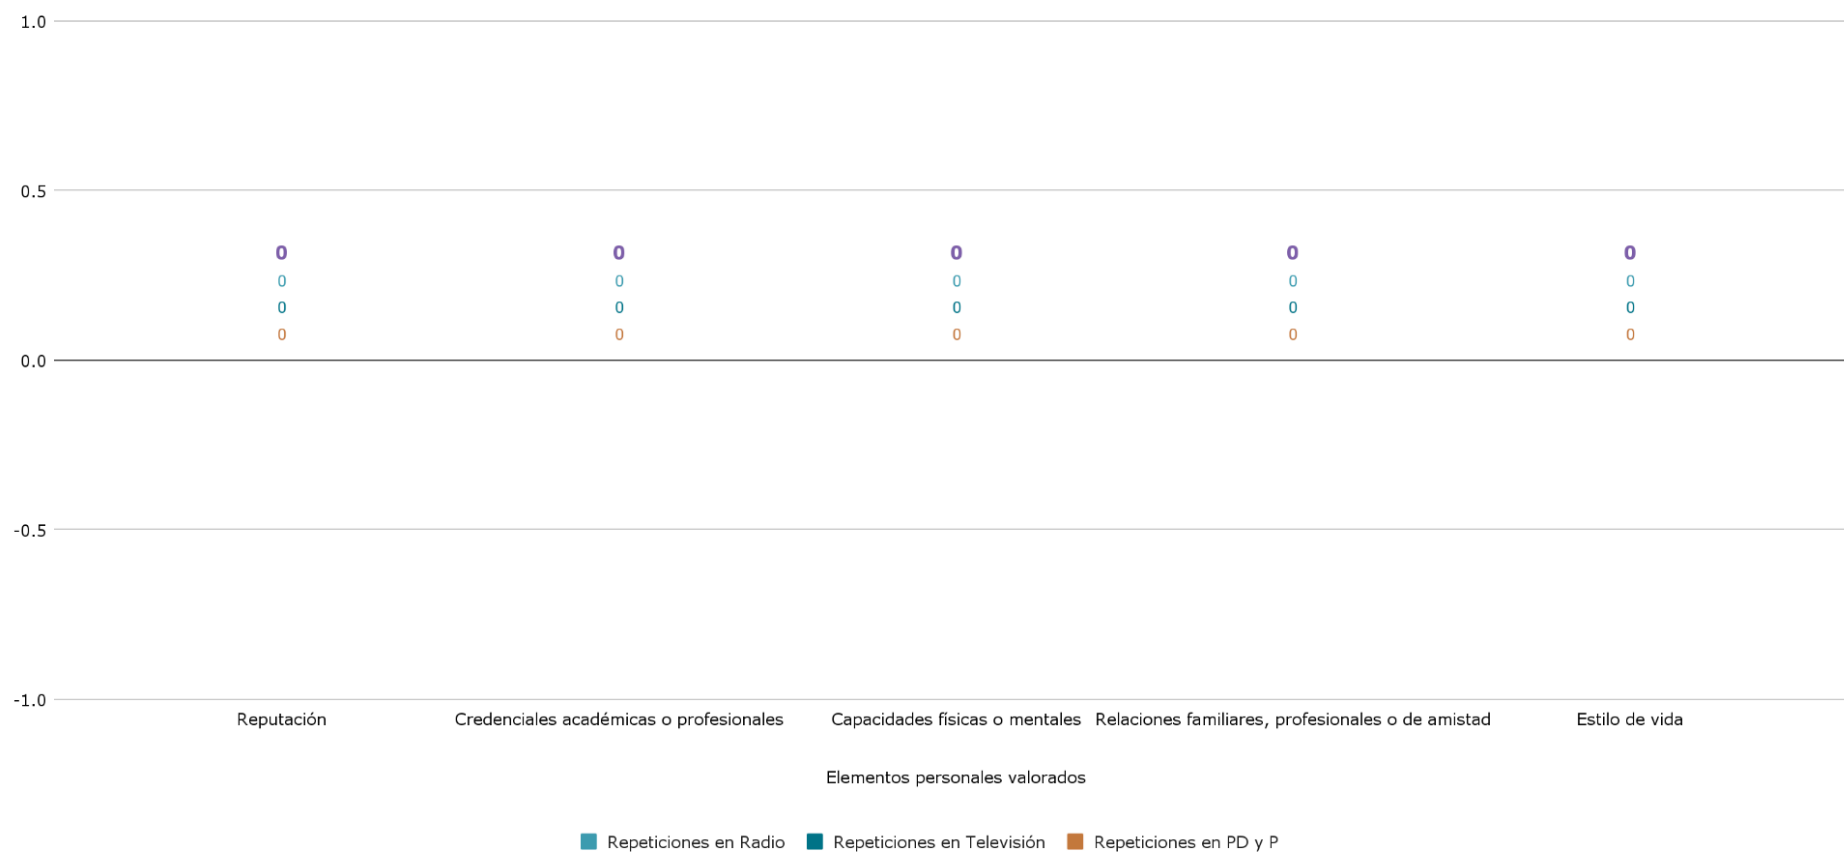 1.0
0.5
0 0 0 0 0
0 0 0 0 0
0 0 0 0 0
0 0 0 0 0
0.0
-0.5
-1.0
Reputación Credenciales académicas o profesionales Capacidades físicas o mentales Relaciones familiares, profesionales o de amistad Estilo de vida
Elementos personales valorados
Repeticiones en Radio Repeticiones en Televisión Repeticiones en PD y P